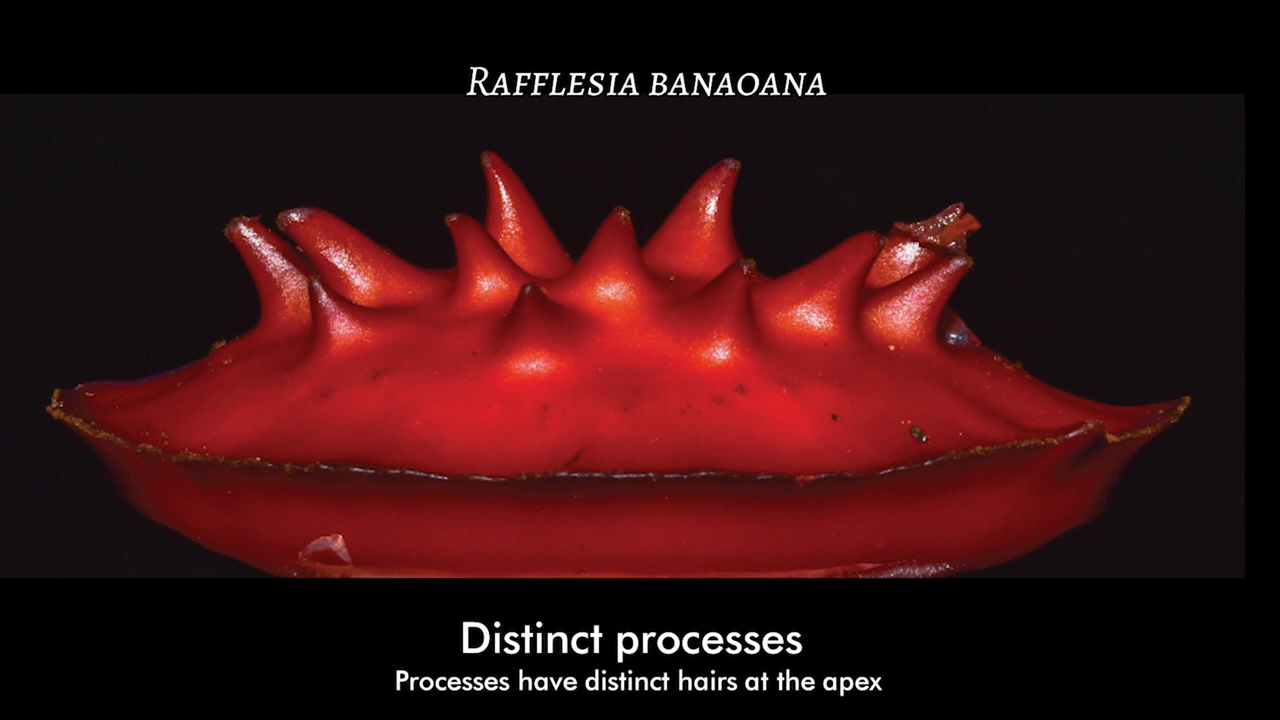 Rafflesia banaoana
Distinct processes
Processes have distinct hairs at the apex